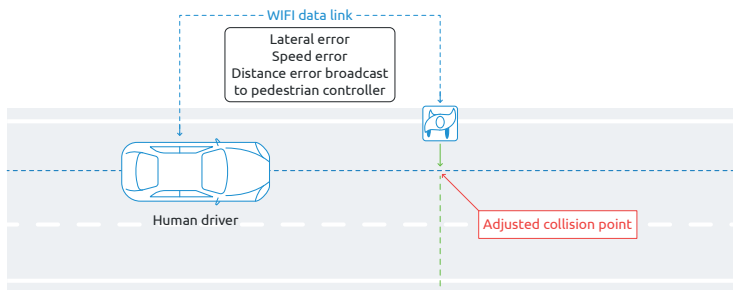 WIFI data link
Lateral error
Speed error
Distance error broadcast
to pedestrian controller
Human driver
Adjusted collision point